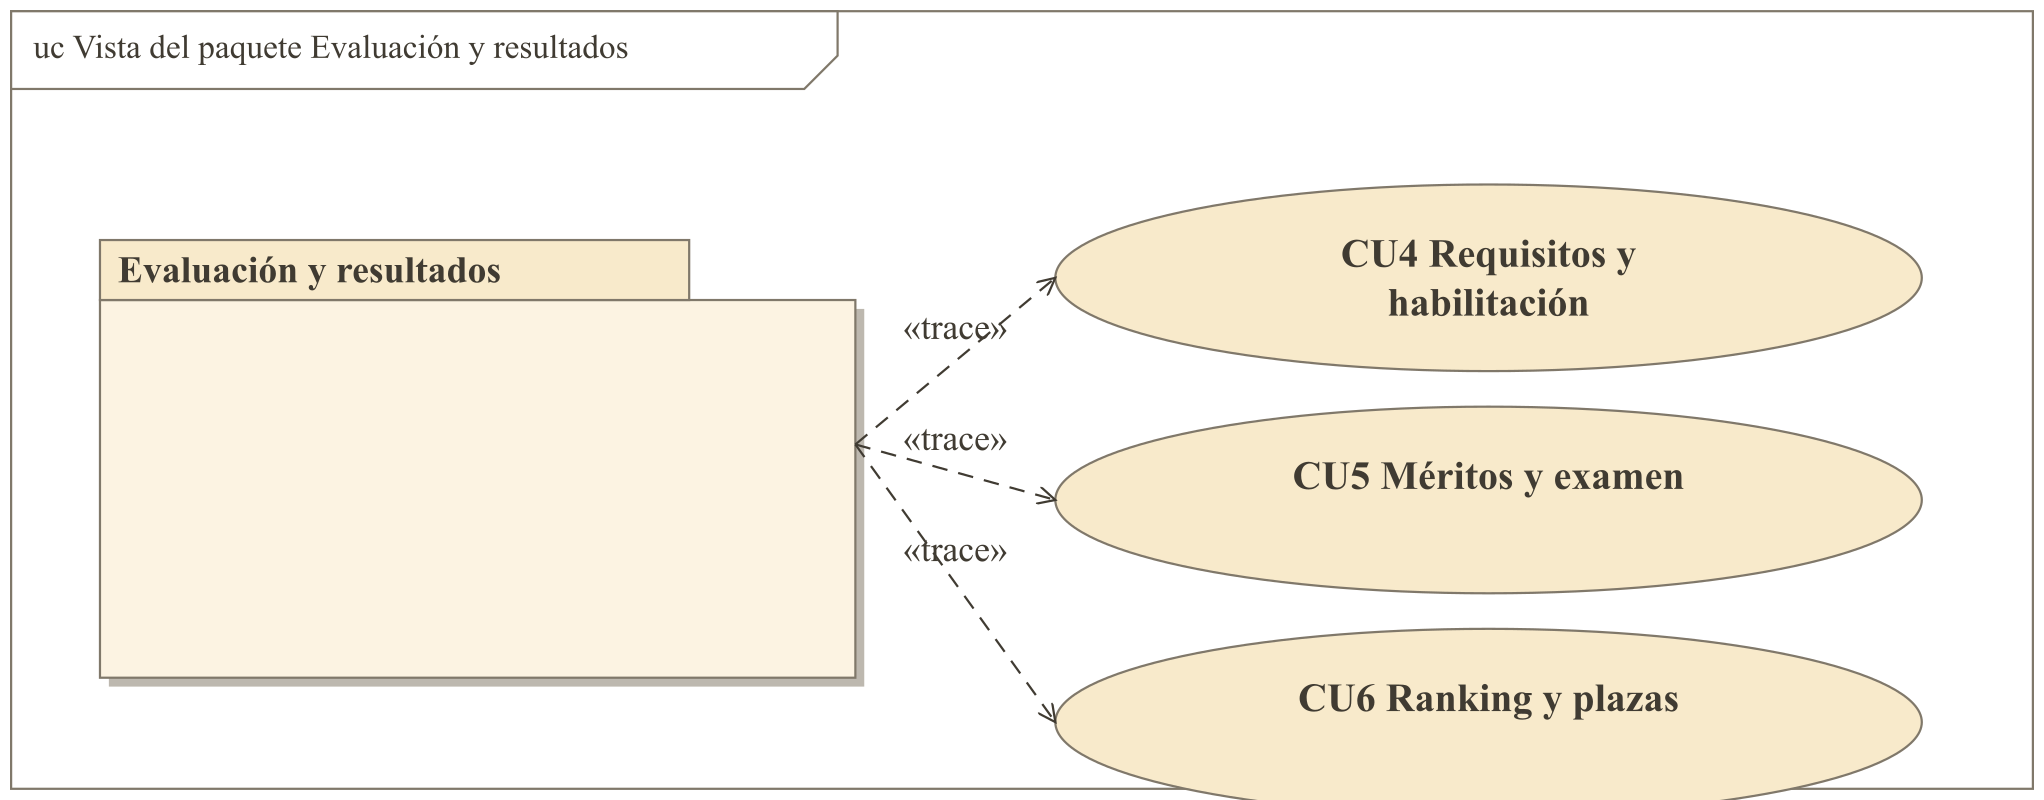 uc Vista del paquete Evaluación y resultados
Evaluación y resultados
«trace»
CU4 Requisitos y
habilitación
«trace»
CU5 Méritos y examen
«trace»
CU6 Ranking y plazas